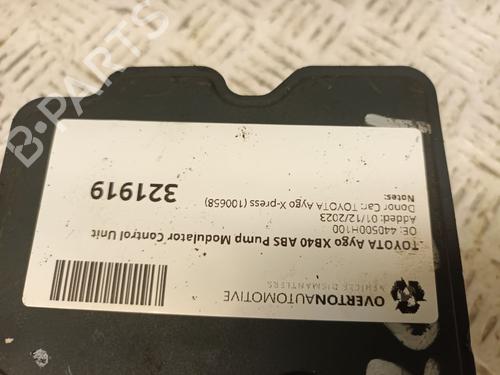 OVERTONAUTOMOTIVE
VEHICLE DISMANTLERS
TOYOTA Aygo XB40 ABS Pump Modulator Control Unit
OE: 440500H100
Added: 01/12/2023
Donor Car: TOYOTA Aygo X-press (100658)
Notes:
321919
B-PARTS